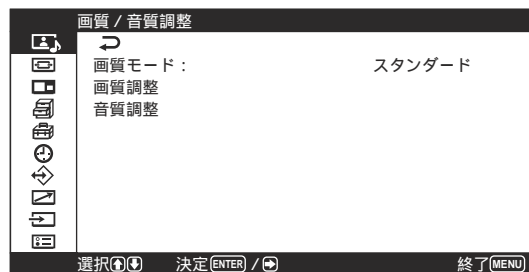 画質 / 音質調整
画質モード : スタンダード
画質調整
音質調整
選択 決定 ENTER / 終了 MENU